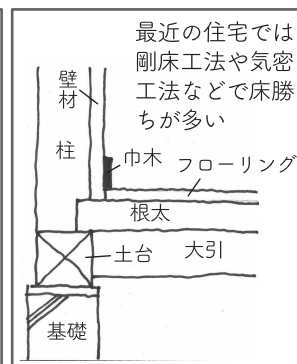 最近の住宅では
剛床工法や気密
工法などで床勝
ちが多い
壁材
柱
巾木
フローリング
根太
土台
大引
基礎